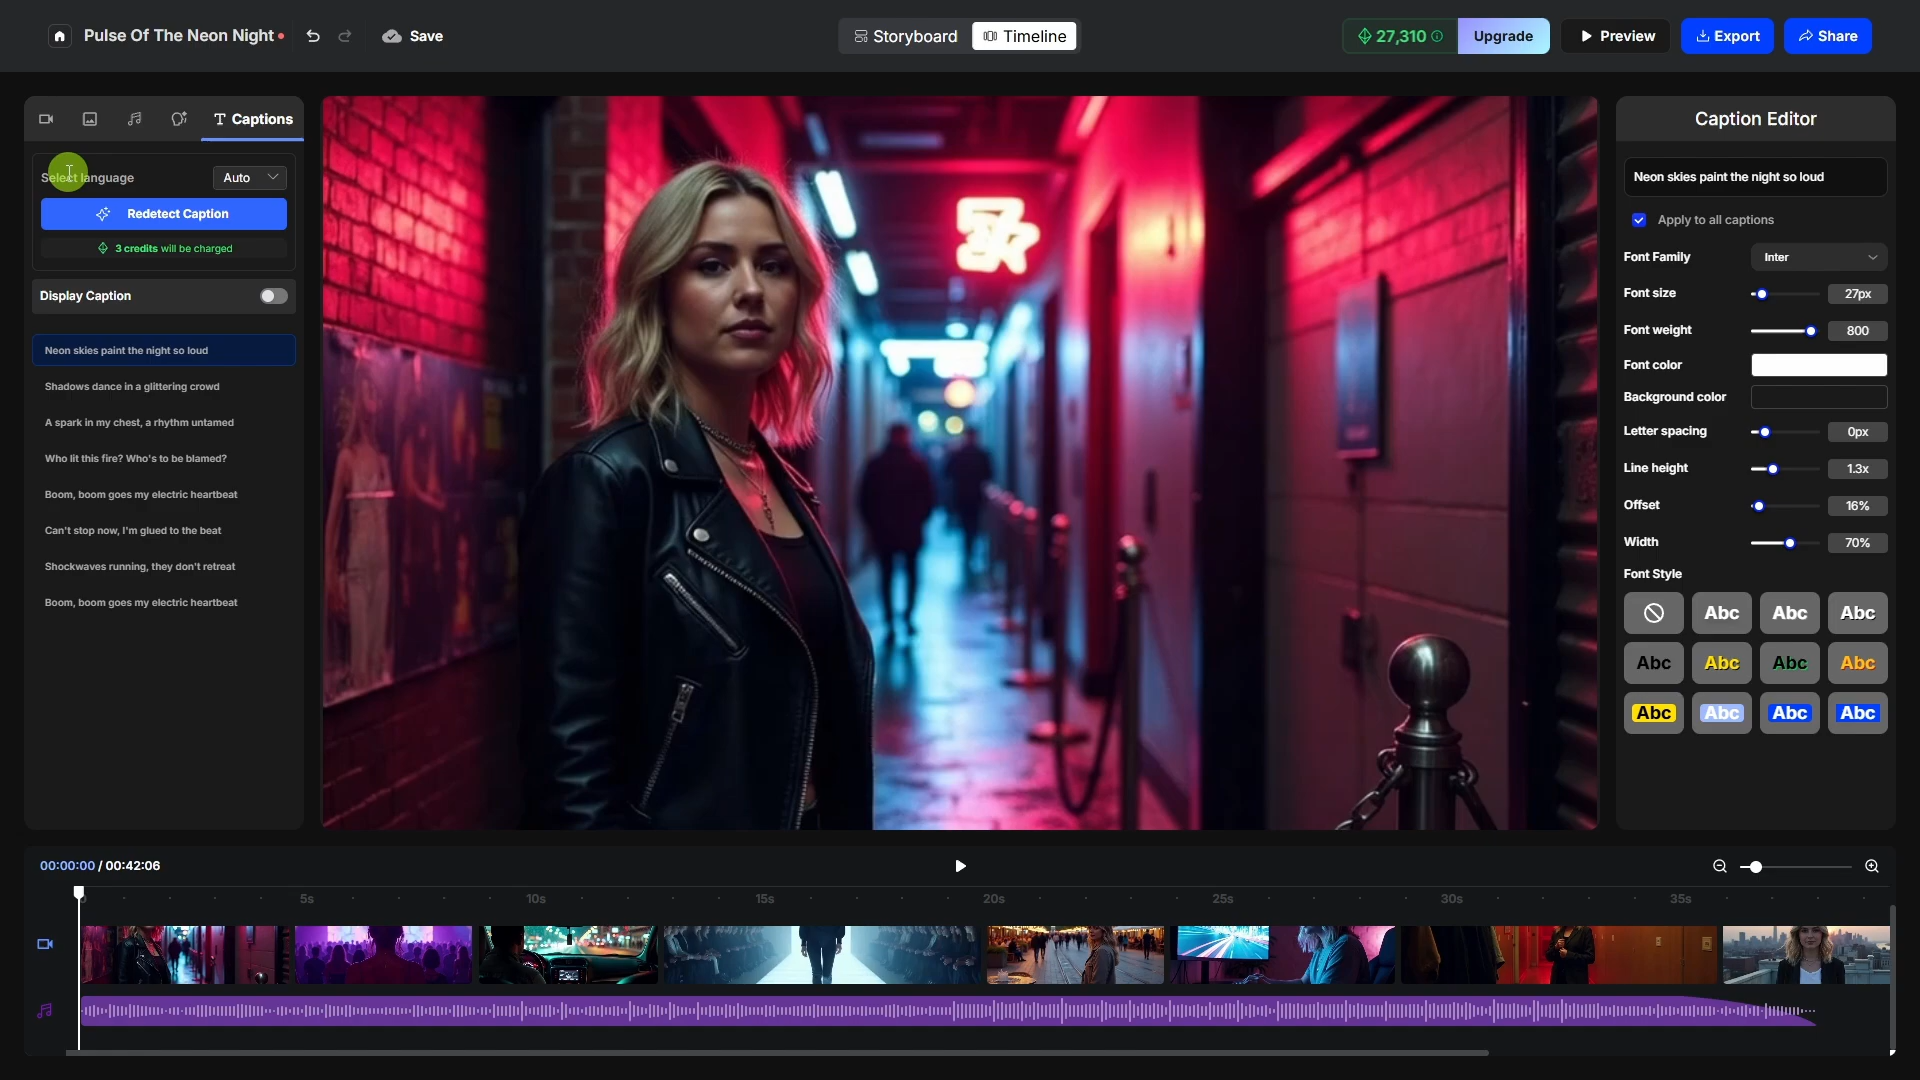 Pulse Of The Neon Night
Save
Storyboard
Timeline
27,310
Upgrade
Preview
Export
Share
Captions
Select language
Auto
Redetect Caption
3 credits will be charged
Display Caption
Neon skies paint the night so loud
Shadows dance in a glittering crowd
A spark in my chest, a rhythm untamed
Who lit this fire? Who's to be blamed?
Boom, boom goes my electric heartbeat
Can't stop now, I'm glued to the beat
Shockwaves running, they don't retreat
Boom, boom goes my electric heartbeat
Caption Editor
Neon skies paint the night so loud
Apply to all captions
Font Family
Inter
Font size
27px
Font weight
800
Font color
Background color
Letter spacing
0px
Line height
1.3x
Offset
16%
Width
70%
Font Style
Abc Abc Abc
Abc Abc Abc Abc
Abc Abc Abc Abc
00:00:00 / 00:42:06
5s 10s 15s 20s 25s 30s 35s